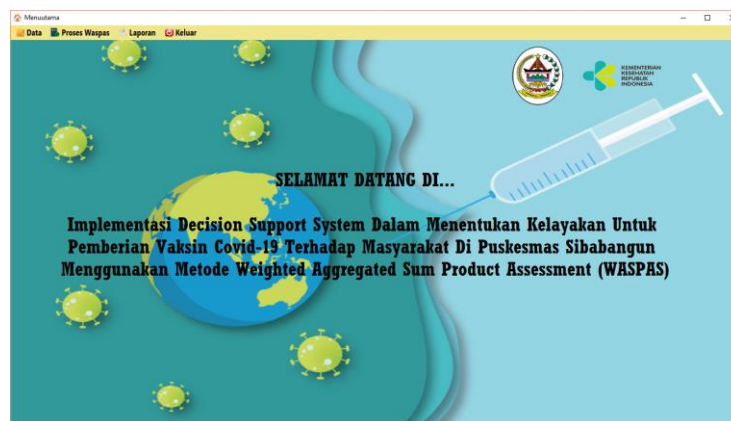 Menuutama
Data Proses Waspas Laporan Keluar
KEMENTERIAN
KESEHATAN
REPUBLIK
INDONESIA
SELAMAT DATANG DI...
Implementasi Decision Support System Dalam Menentukan Kelayakan Untuk
Pemberian Vaksin Covid-19 Terhadap Masyarakat Di Puskesmas Sibabangun
Menggunakan Metode Weighted Aggregated Sum Product Assessment (WASPAS)